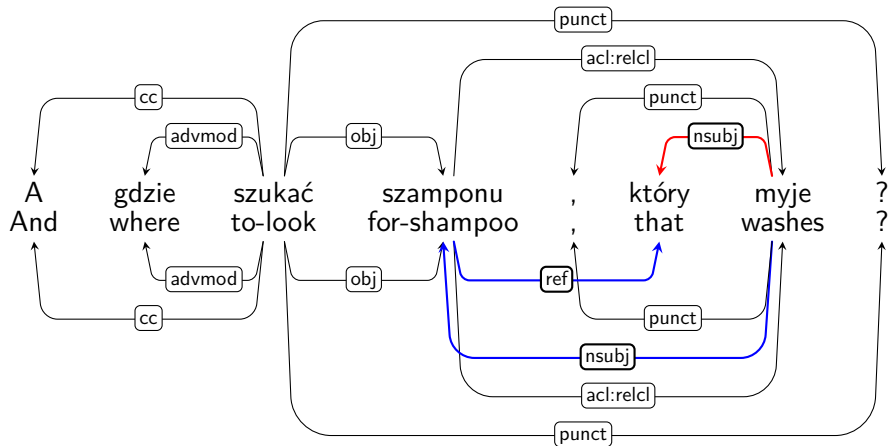 punct
acl:relcl
cc punct
advmod obj nsubj
A gdzie szukać szamponu , który myje ?
And where to-look for-shampoo , that washes ?
advmod obj ref
cc punct
nsubj
acl:relcl
punct